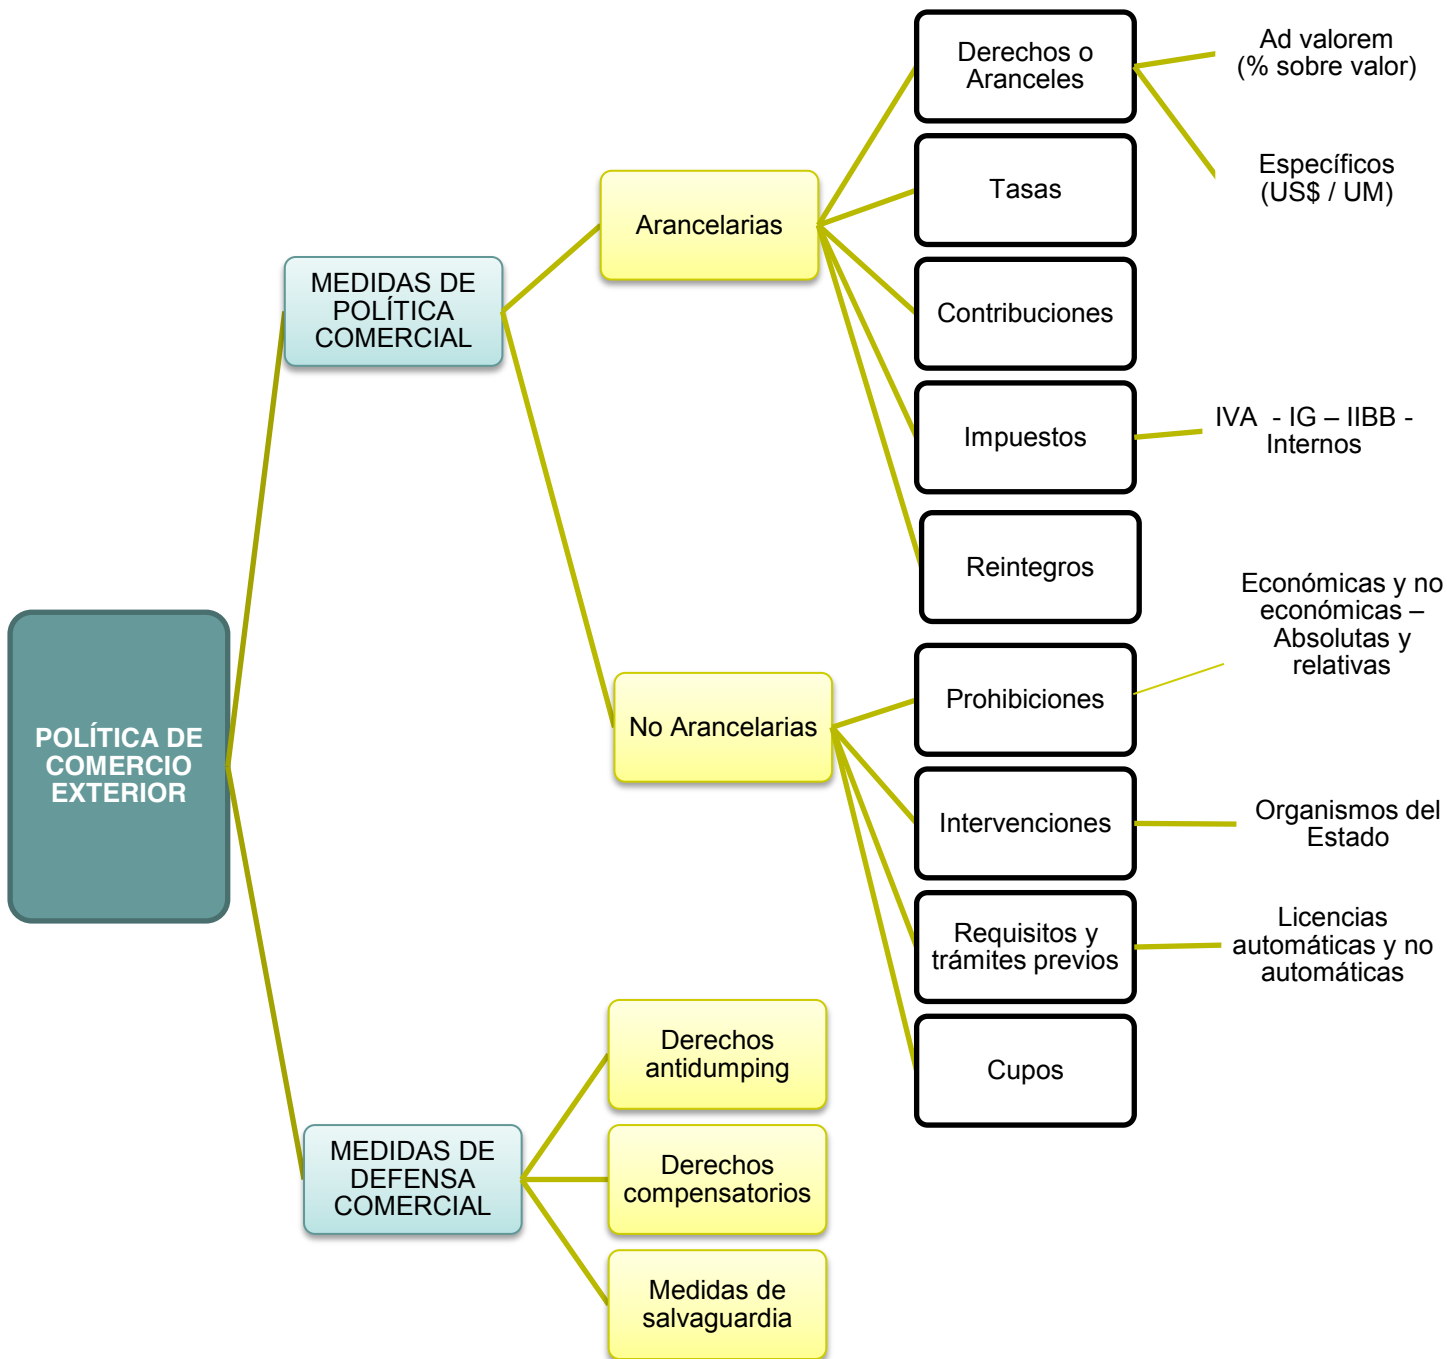 POLÍTICA DE
COMERCIO
EXTERIOR
MEDIDAS DE
POLÍTICA
COMERCIAL
Arancelarias
Derechos o
Aranceles
Ad valorem
(% sobre valor)
Específicos
(US$ / UM)
Tasas
Contribuciones
Impuestos
IVA  - IG – IIBB -
Internos
Reintegros
No Arancelarias
Prohibiciones
Económicas y no
económicas –
Absolutas y
relativas
Intervenciones
Organismos del
Estado
Requisitos y
trámites previos
Licencias
automáticas y no
automáticas
Cupos
MEDIDAS DE
DEFENSA
COMERCIAL
Derechos
antidumping
Derechos
compensatorios
Medidas de
salvaguardia